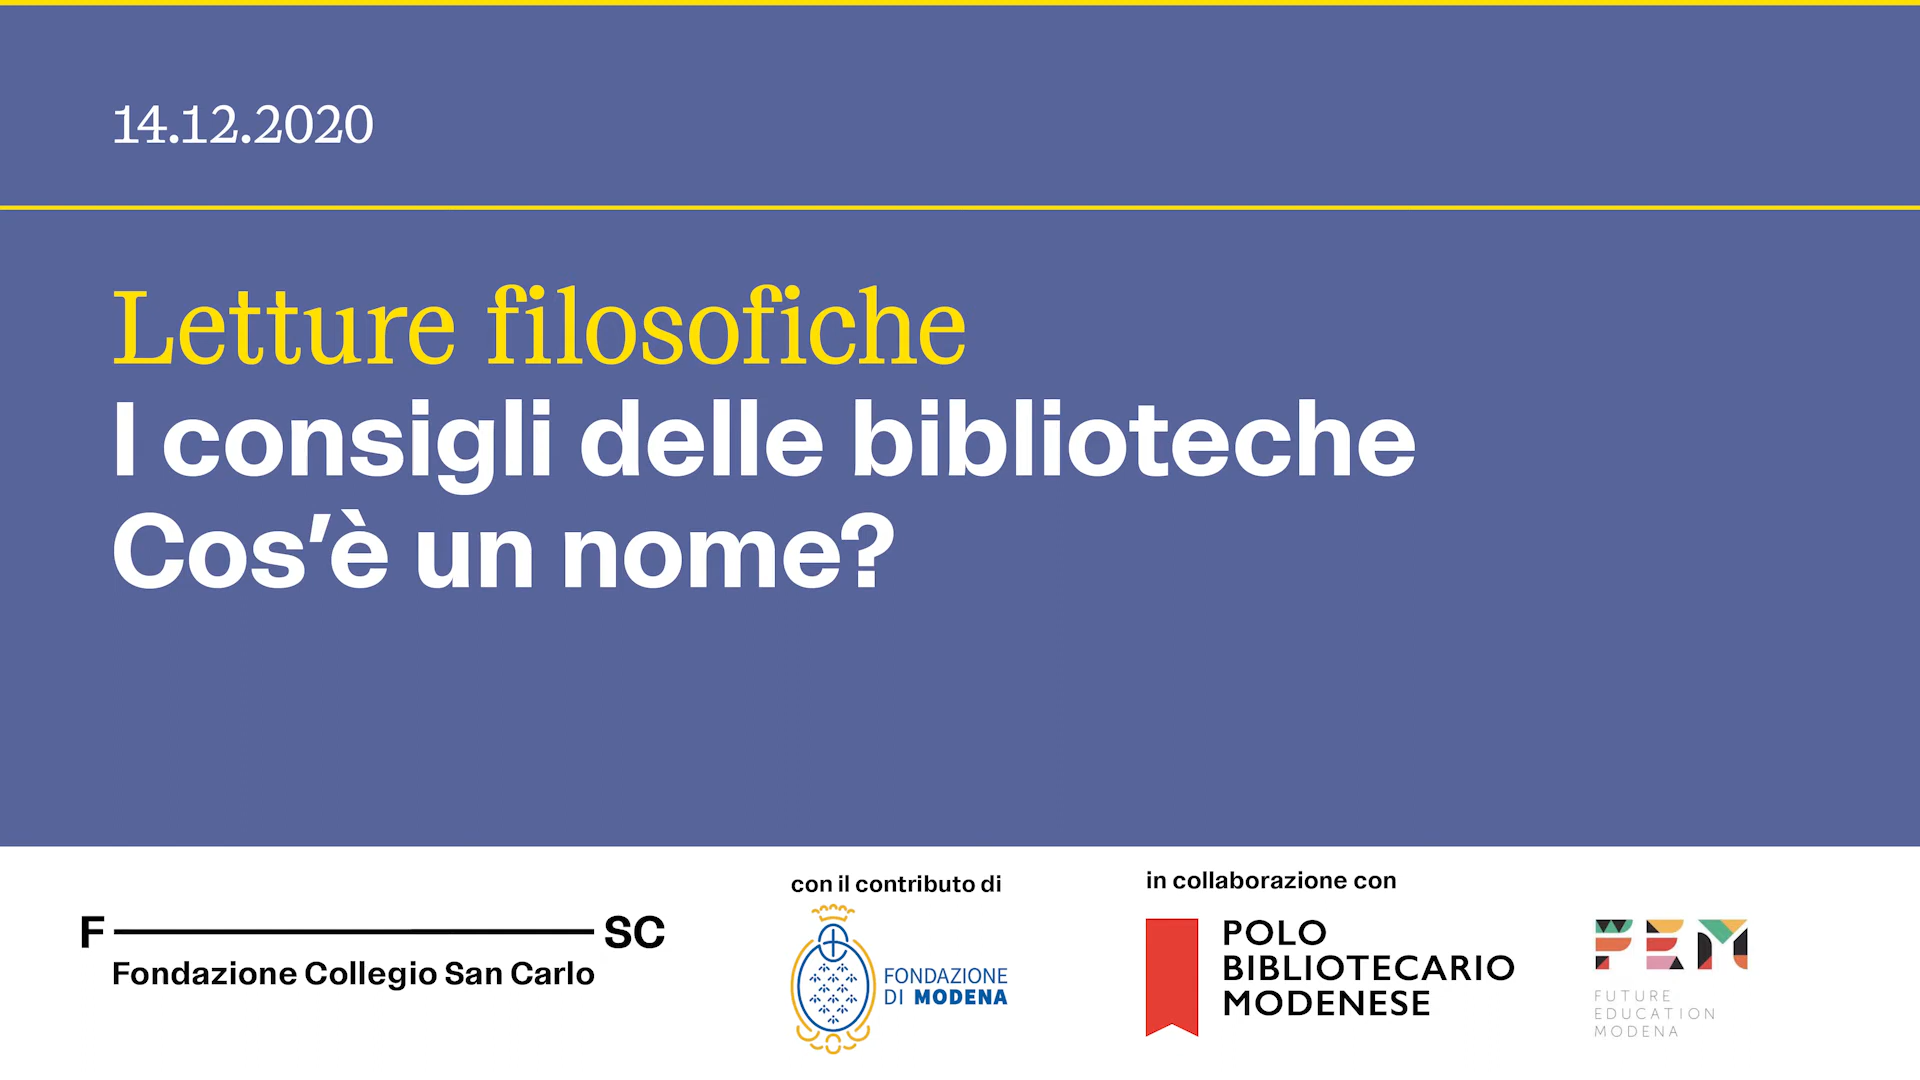 14.12.2020
Letture filosofiche
I consigli delle biblioteche
Cos’è un nome?
F SC
Fondazione Collegio San Carlo
con il contributo di
FONDAZIONE
DI MODENA
in collaborazione con
POLO
BIBLIOTECARIO
MODENESE
FEM
FUTURE
EDUCATION
MODENA